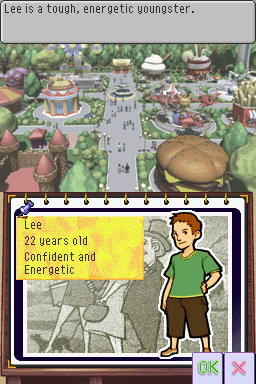 Lee is a tough, energetic youngster.
Lee
22 years old
Confident and
Energetic
OK